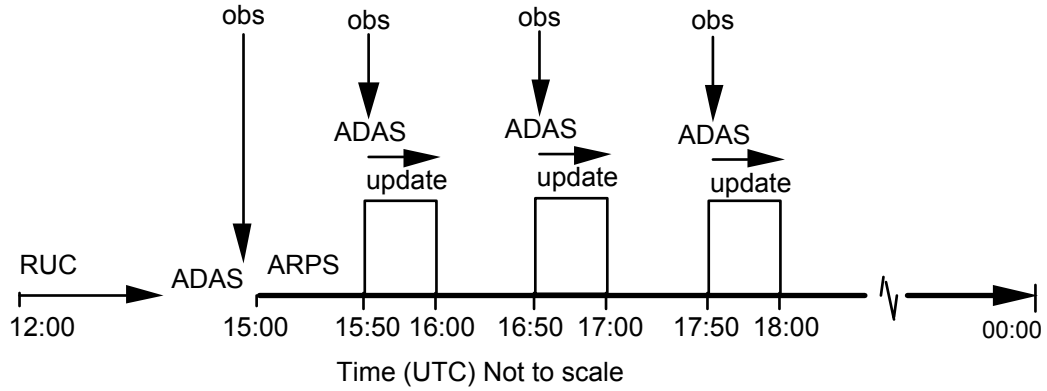 obs obs obs obs
ADAS ADAS ADAS
update update update
RUC ADAS ARPS
12:00 15:00 15:50 16:00 16:50 17:00 17:50 18:00 00:00
Time (UTC) Not to scale